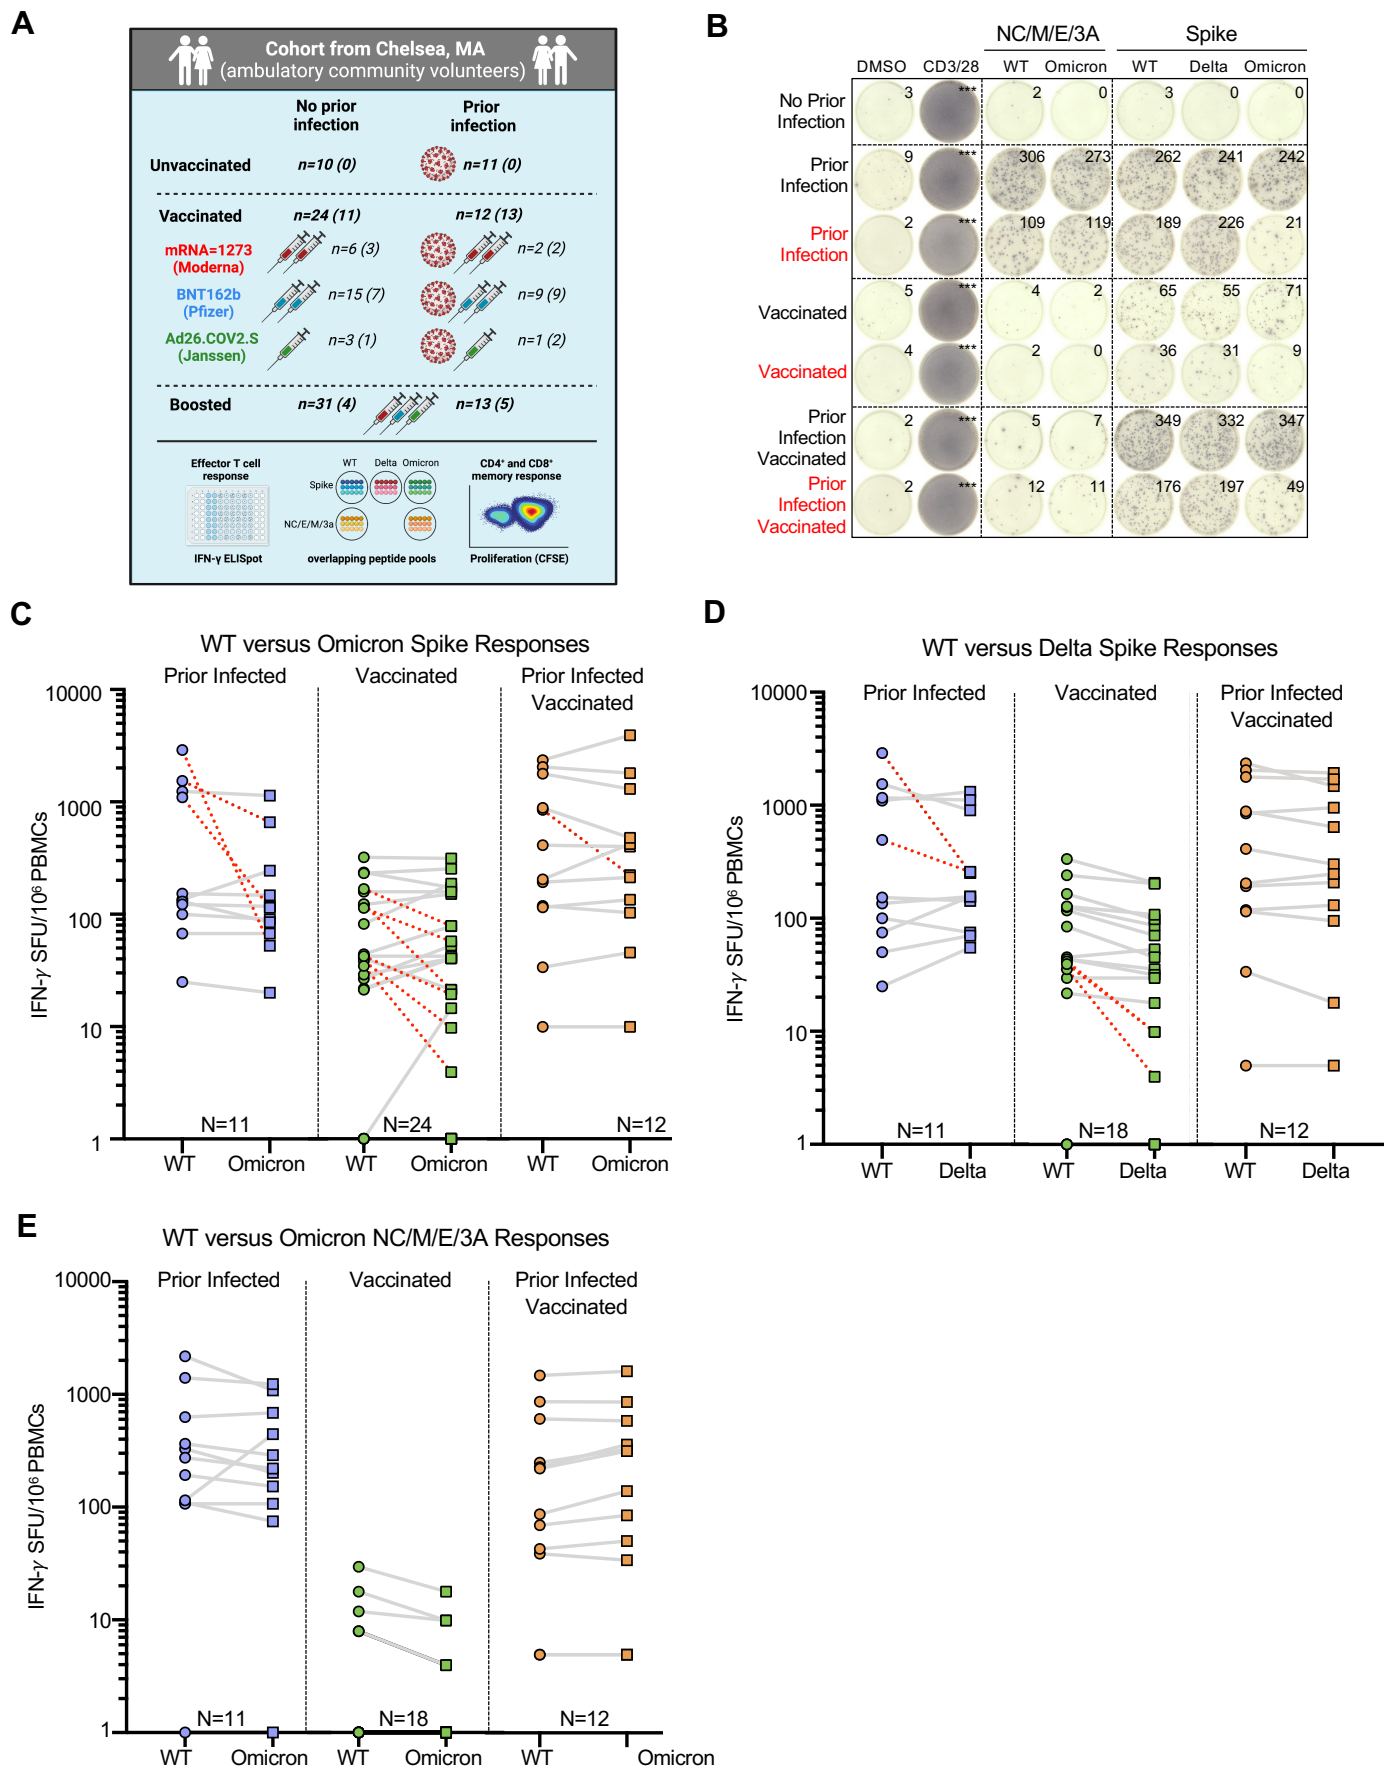 A
Cohort from Chelsea, MA
(ambulatory community volunteers)
No prior
infection
Prior
infection
Unvaccinated
n=10 (0)
n=11 (0)
Vaccinated
n=24 (11)
n=12 (13)
mRNA=1273
(Moderna)
n=6 (3)
n=2 (2)
BNT162b
(Pfizer)
n=15 (7)
n=9 (9)
Ad26.COV2.S
(Janssen)
n=3 (1)
n=1 (2)
Boosted
n=31 (4)
n=13 (5)
Effector T cell
response
IFN-γ ELISpot
WT Delta Omicron
Spike
NC/E/M/3a
overlapping peptide pools
CD4⁺ and CD8⁺
memory response
Proliferation (CFSE)
B
NC/M/E/3A Spike
DMSO CD3/28 WT Omicron WT Delta Omicron
No Prior
Infection
3 *** 2 0 3 0 0
Prior
Infection
9 *** 306 273 262 241 242
Prior
Infection
2 *** 109 119 189 226 21
Vaccinated
5 *** 4 2 65 55 71
Vaccinated
4 *** 2 0 36 31 9
Prior
Infection
Vaccinated
2 *** 5 7 349 332 347
Prior
Infection
Vaccinated
2 *** 12 11 176 197 49
C
WT versus Omicron Spike Responses
Prior Infected Vaccinated Prior Infected
Vaccinated
IFN-γ SFU/10⁶ PBMCs
10000
1000
100
10
1
N=11 N=24 N=12
WT Omicron WT Omicron WT Omicron
D
WT versus Delta Spike Responses
Prior Infected Vaccinated Prior Infected
Vaccinated
IFN-γ SFU/10⁶ PBMCs
10000
1000
100
10
1
N=11 N=18 N=12
WT Delta WT Delta WT Delta
E
WT versus Omicron NC/M/E/3A Responses
Prior Infected Vaccinated Prior Infected
Vaccinated
IFN-γ SFU/10⁶ PBMCs
10000
1000
100
10
1
N=11 N=18 N=12
WT Omicron WT Omicron WT Omicron